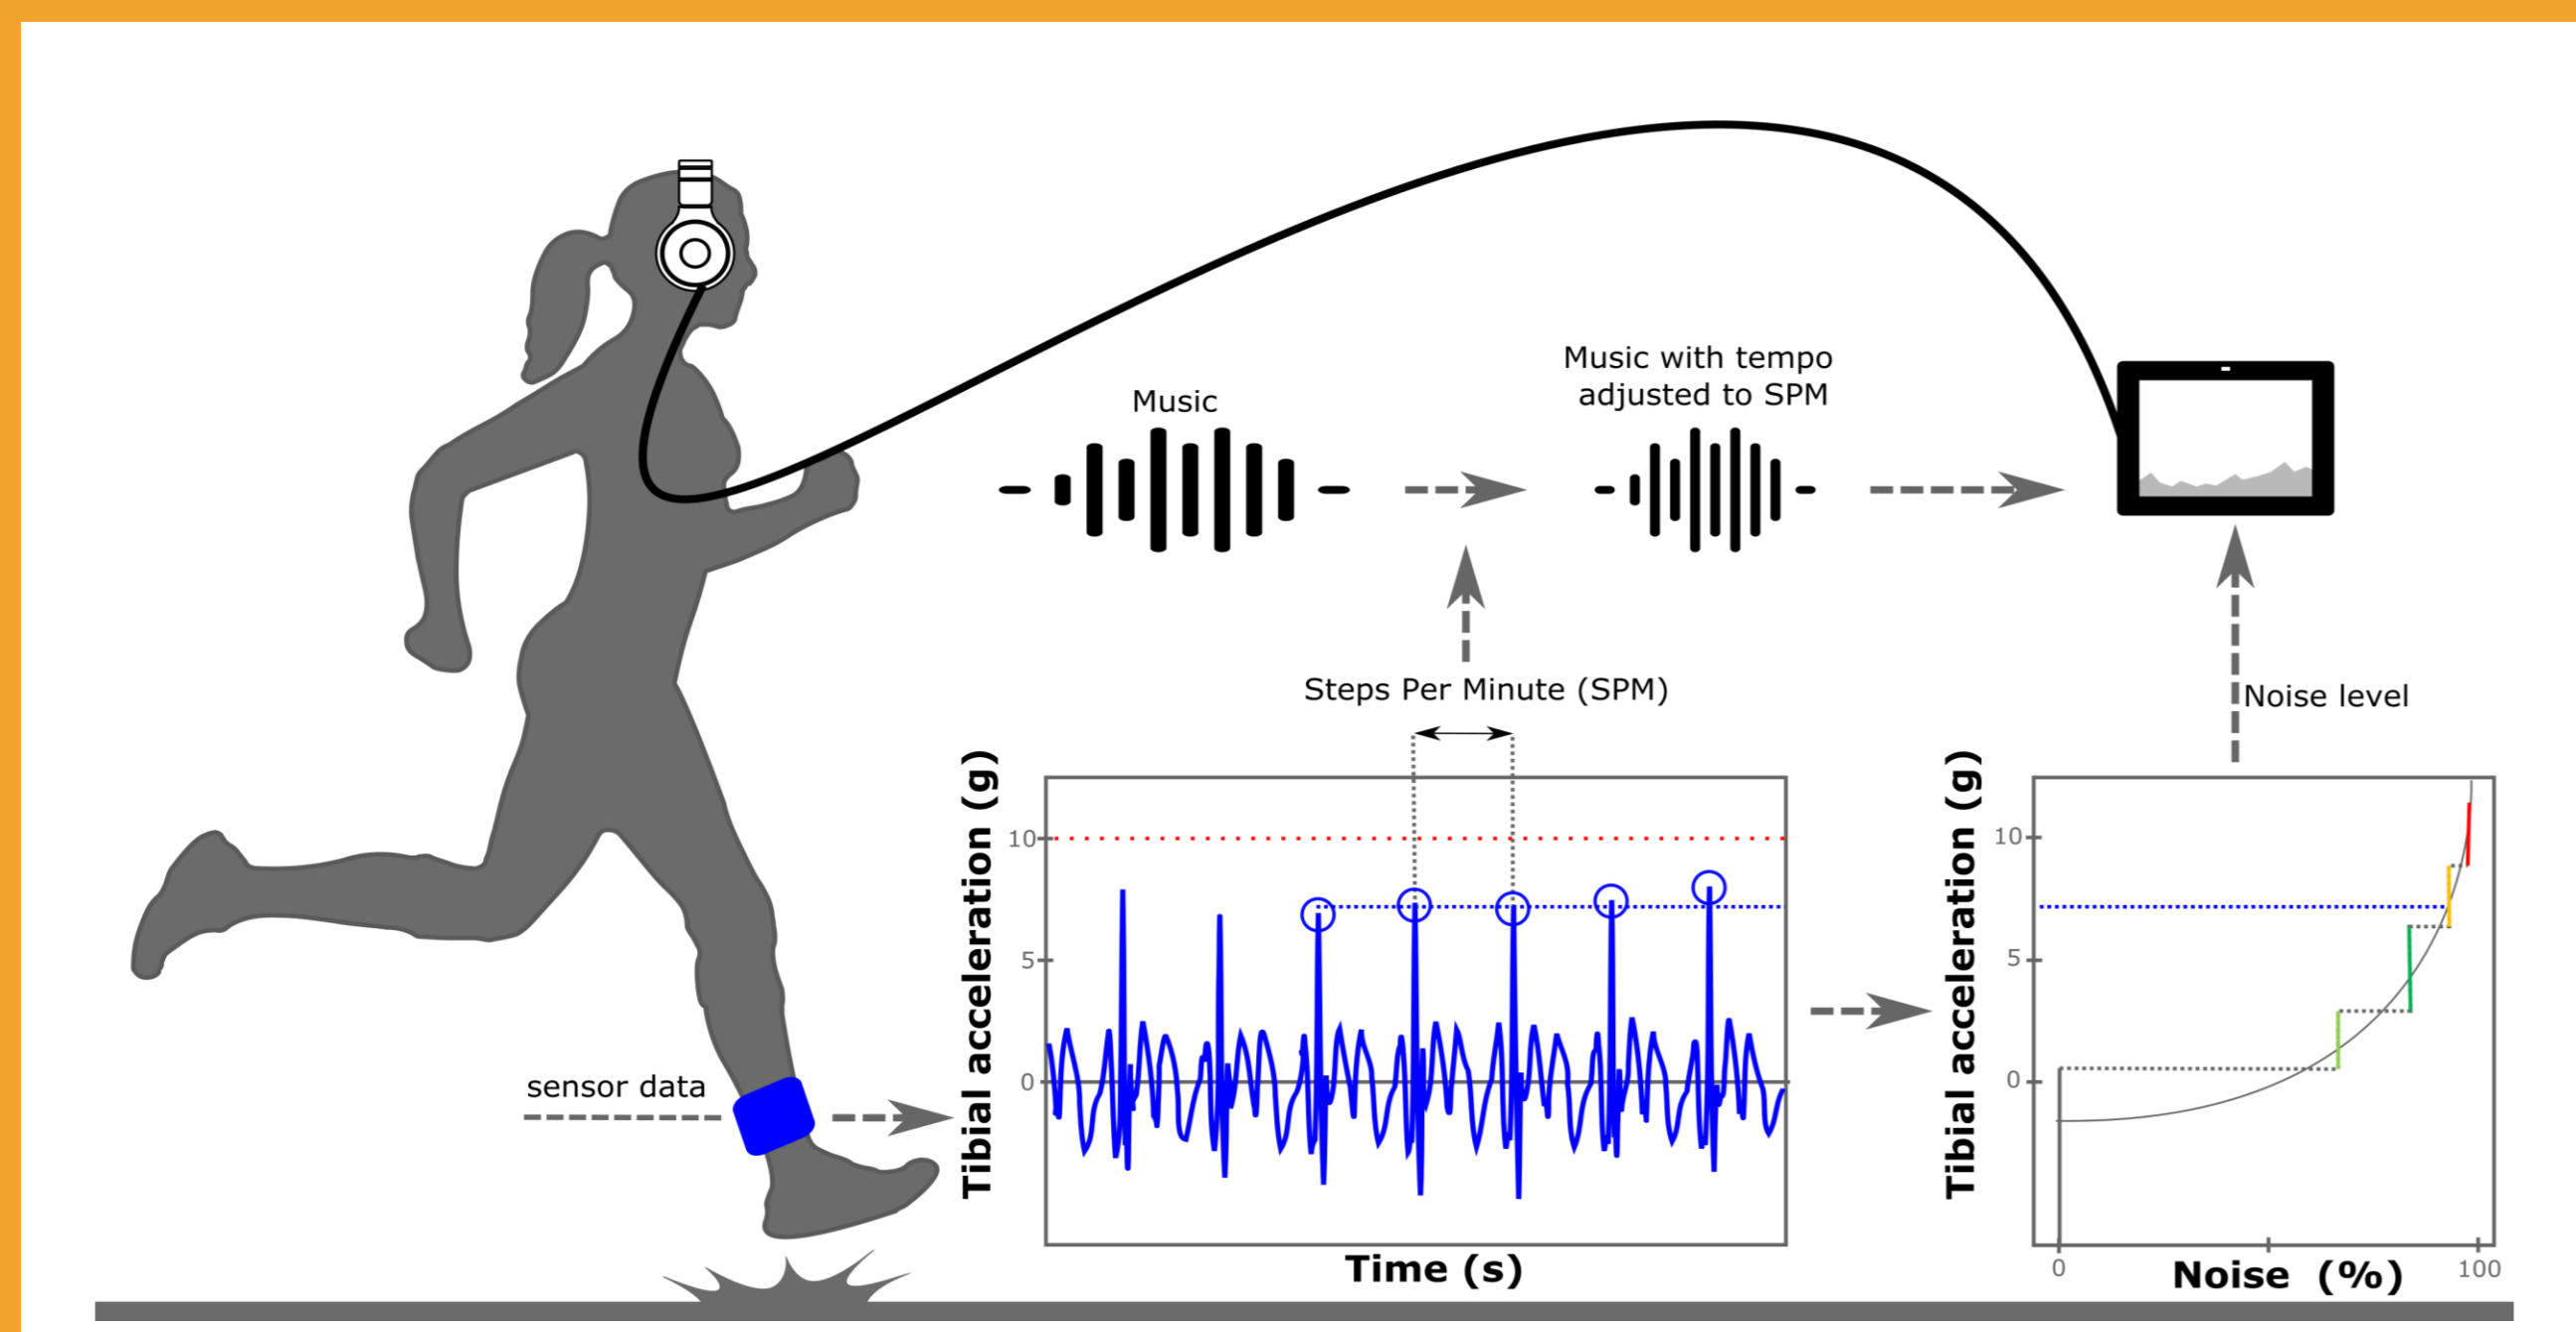 Music with tempo
adjusted to SPM
Music
Steps Per Minute (SPM)
Noise level
sensor data
Tibial acceleration (g)
10
5
0
Time (s)
Tibial acceleration (g)
10
5
0
0
100
Noise (%)